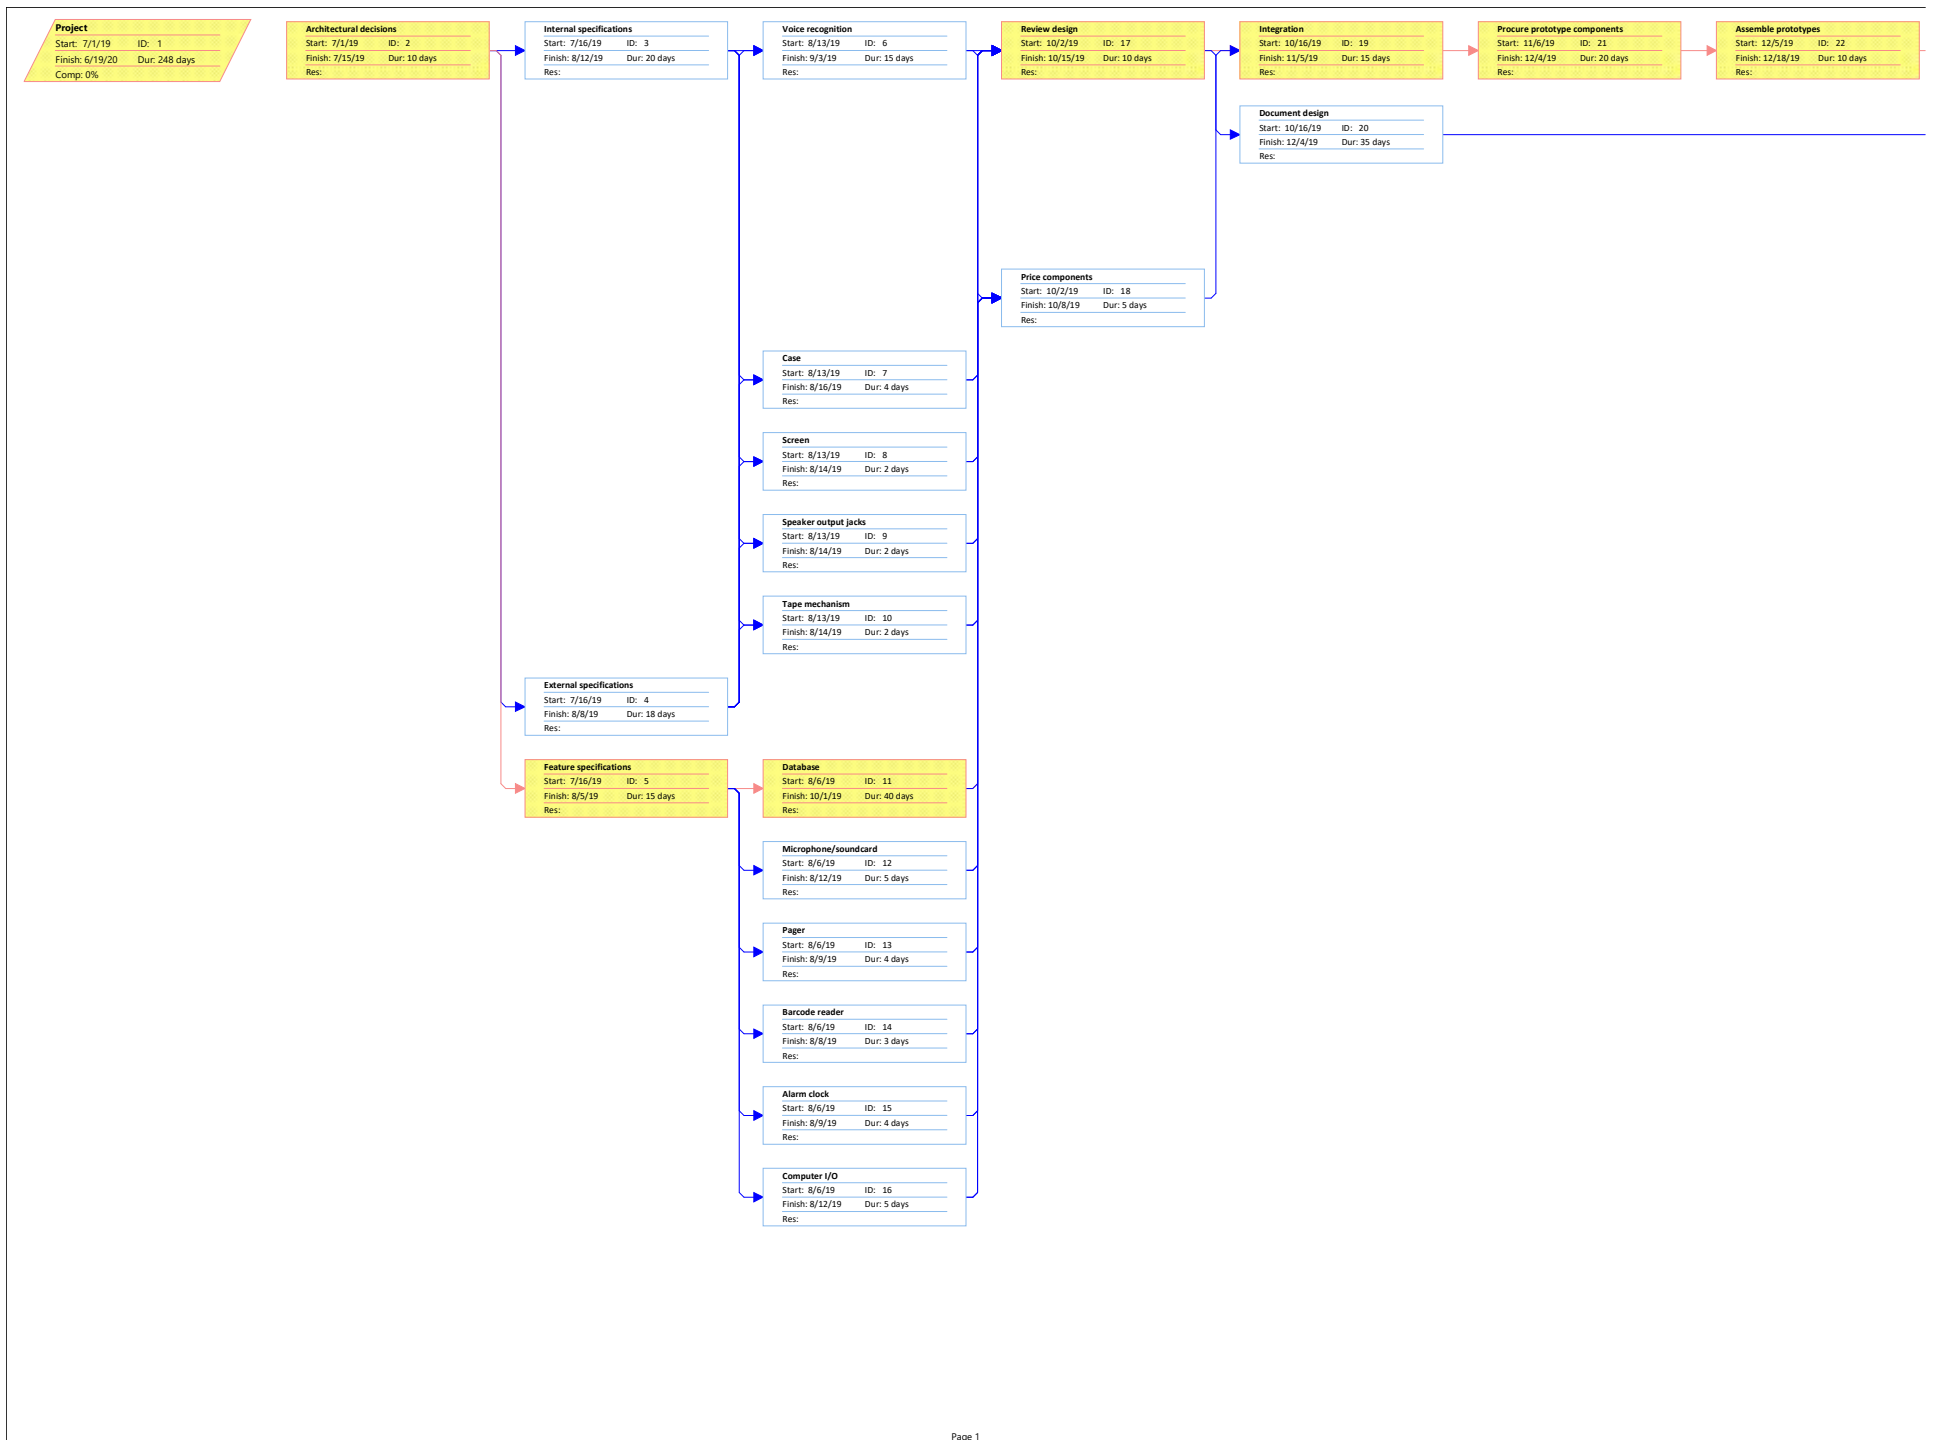 Project
Start: 7/1/19 ID: 1
Finish: 6/19/20 Dur: 248 days
Comp: 0%
Architectural decisions
Start: 7/1/19 ID: 2
Finish: 7/15/19 Dur: 10 days
Res:
Internal specifications
Start: 7/16/19 ID: 3
Finish: 8/12/19 Dur: 20 days
Res:
Voice recognition
Start: 8/13/19 ID: 6
Finish: 9/3/19 Dur: 15 days
Res:
Review design
Start: 10/2/19 ID: 17
Finish: 10/15/19 Dur: 10 days
Res:
Integration
Start: 10/16/19 ID: 19
Finish: 11/5/19 Dur: 15 days
Res:
Procure prototype components
Start: 11/6/19 ID: 21
Finish: 12/4/19 Dur: 20 days
Res:
Assemble prototypes
Start: 12/5/19 ID: 22
Finish: 12/18/19 Dur: 10 days
Res:
Document design
Start: 10/16/19 ID: 20
Finish: 12/4/19 Dur: 35 days
Res:
Price components
Start: 10/2/19 ID: 18
Finish: 10/8/19 Dur: 5 days
Res:
Case
Start: 8/13/19 ID: 7
Finish: 8/16/19 Dur: 4 days
Res:
Screen
Start: 8/13/19 ID: 8
Finish: 8/14/19 Dur: 2 days
Res:
Speaker output jacks
Start: 8/13/19 ID: 9
Finish: 8/14/19 Dur: 2 days
Res:
Tape mechanism
Start: 8/13/19 ID: 10
Finish: 8/14/19 Dur: 2 days
Res:
External specifications
Start: 7/16/19 ID: 4
Finish: 8/8/19 Dur: 18 days
Res:
Feature specifications
Start: 7/16/19 ID: 5
Finish: 8/5/19 Dur: 15 days
Res:
Database
Start: 8/6/19 ID: 11
Finish: 10/1/19 Dur: 40 days
Res:
Microphone/soundcard
Start: 8/6/19 ID: 12
Finish: 8/12/19 Dur: 5 days
Res:
Pager
Start: 8/6/19 ID: 13
Finish: 8/9/19 Dur: 4 days
Res:
Barcode reader
Start: 8/6/19 ID: 14
Finish: 8/8/19 Dur: 3 days
Res:
Alarm clock
Start: 8/6/19 ID: 15
Finish: 8/9/19 Dur: 4 days
Res:
Computer I/O
Start: 8/6/19 ID: 16
Finish: 8/12/19 Dur: 5 days
Res:
Page 1